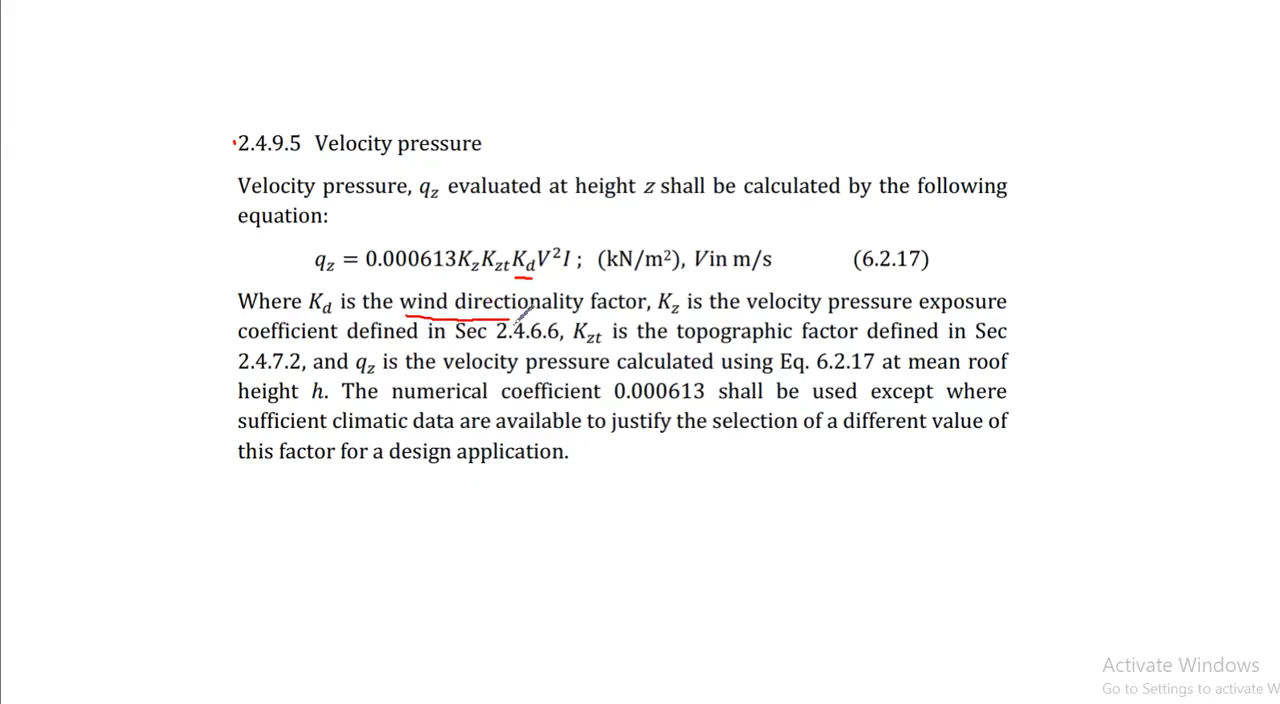 2.4.9.5 Velocity pressure
Velocity pressure, q_z evaluated at height z shall be calculated by the following
equation:
q_z = 0.000613K_zK_ztK_dV²I ; (kN/m²), Vin m/s (6.2.17)
Where K_d is the wind directionality factor, K_z is the velocity pressure exposure
coefficient defined in Sec 2.4.6.6, K_zt is the topographic factor defined in Sec
2.4.7.2, and q_z is the velocity pressure calculated using Eq. 6.2.17 at mean roof
height h. The numerical coefficient 0.000613 shall be used except where
sufficient climatic data are available to justify the selection of a different value of
this factor for a design application.
Activate Windows
Go to Settings to activate W